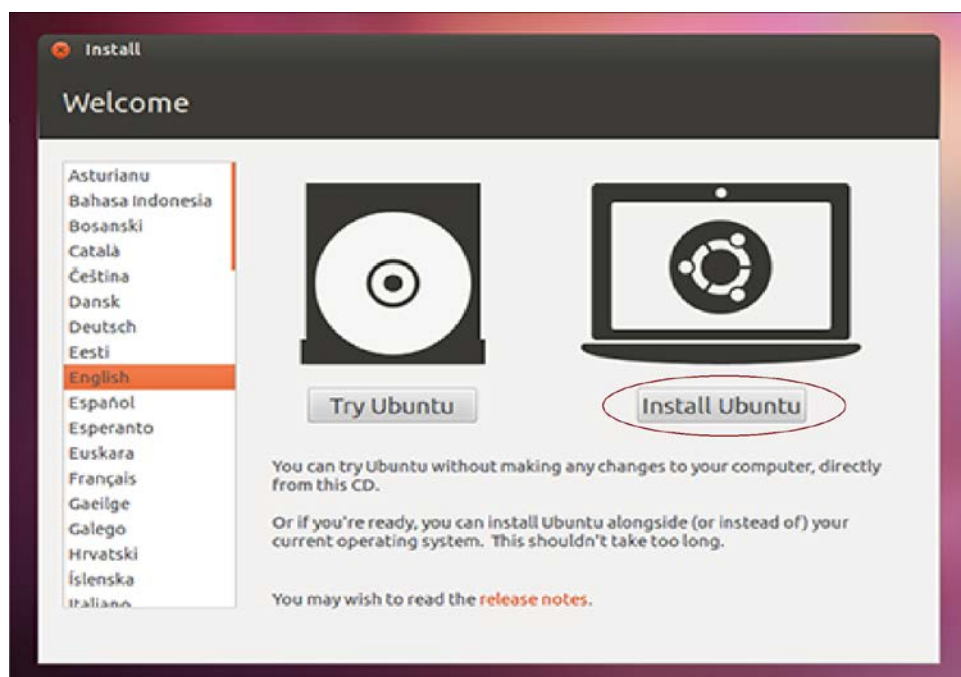 Install
Welcome
Asturianu
Bahasa Indonesia
Bosanski
Català
Čeština
Dansk
Deutsch
Eesti
English
Español
Esperanto
Euskara
Français
Gaeilge
Galego
Hrvatski
Íslenska
Italiano
Try Ubuntu
Install Ubuntu
You can try Ubuntu without making any changes to your computer, directly
from this CD.
Or if you're ready, you can install Ubuntu alongside (or instead of) your
current operating system. This shouldn't take too long.
You may wish to read the release notes.